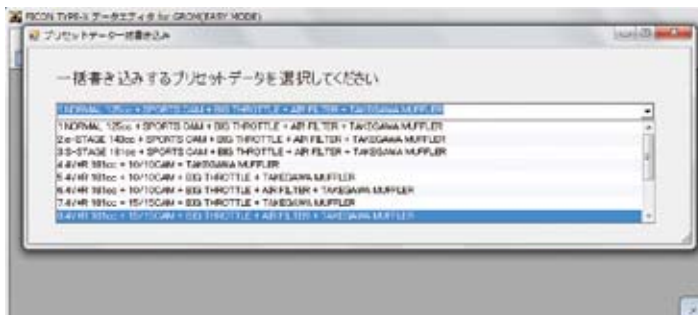 FICON TYPE-X データエディタ for GROM(EASY MODE)
プリセットデータ一括書き込み
一括書き込みするプリセットデータを選択してください
1.NORMAL 125cc + SPORTS CAM + BIG THROTTLE + AIR FILTER + TAKEGAWA MUFFLER
1.NORMAL 125cc + SPORTS CAM + BIG THROTTLE + AIR FILTER + TAKEGAWA MUFFLER
2.e-STAGE 143cc + SPORTS CAM + BIG THROTTLE + AIR FILTER + TAKEGAWA MUFFLER
3.S-STAGE 181cc + SPORTS CAM + BIG THROTTLE + AIR FILTER + TAKEGAWA MUFFLER
4.4V+R 181cc + 10/10CAM + TAKEGAWA MUFFLER
5.4V+R 181cc + 10/10CAM + BIG THROTTLE + TAKEGAWA MUFFLER
6.4V+R 181cc + 10/10CAM + BIG THROTTLE + AIR FILTER + TAKEGAWA MUFFLER
7.4V+R 181cc + 15/15CAM + BIG THROTTLE + TAKEGAWA MUFFLER
8.4V+R 181cc + 15/15CAM + BIG THROTTLE + AIR FILTER + TAKEGAWA MUFFLER